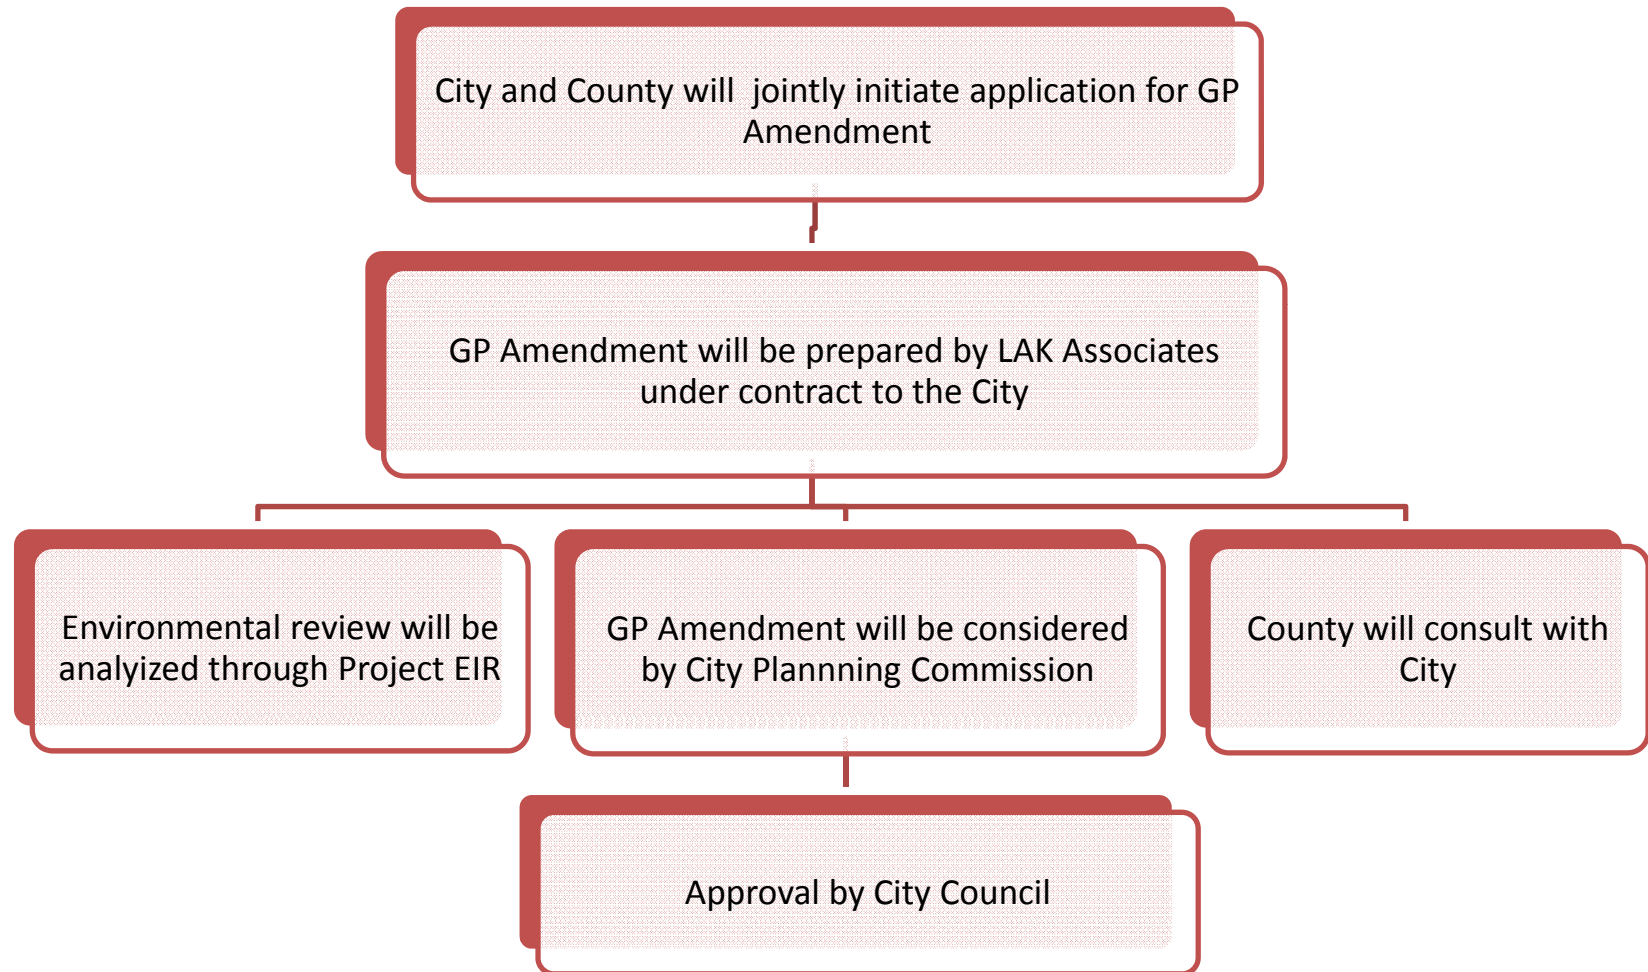 City and County will  jointly initiate application for GP
Amendment
GP Amendment will be prepared by LAK Associates
under contract to the City
Environmental review will be
analyized through Project EIR
GP Amendment will be considered
by City Plannning Commission
County will consult with
City
Approval by City Council